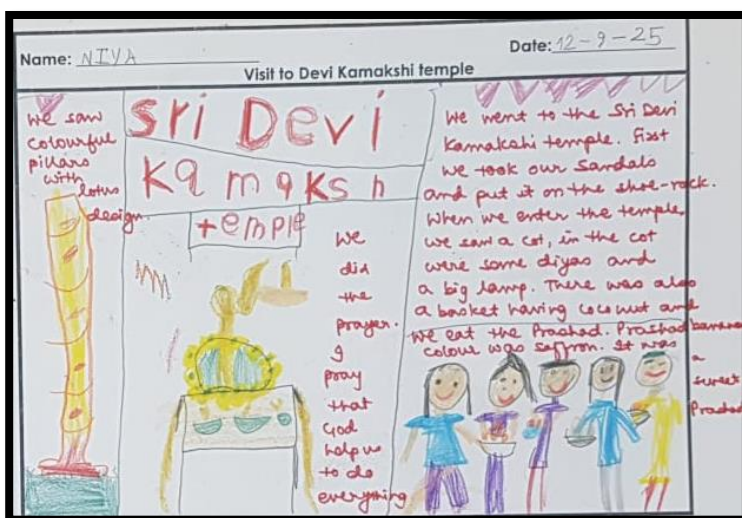 Name: NIYA
Date: 12-9-25
Visit to Devi Kamakshi temple
we saw
colourful
pillars
with
lotus
design.
Sri Devi
Kamaksh
temple
we
did
the
prayer.
I
pray
that
God
help us
to do
everything
We went to the Sri Devi
Kamakshi temple. First
we took our Sandals
and put it on the shoe-rack.
When we enter the temple,
we saw a cot, in the cot
were some diyas and
a big lamp. There was also
a basket having coconut and
banana
we eat the Prashad. Prashad
colour was saffron. It was
a
sweet
Prashad